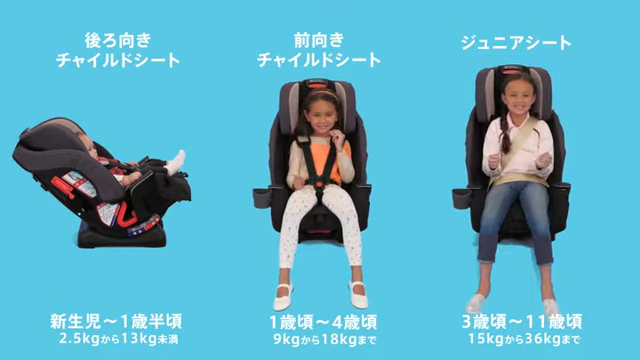 後ろ向き
チャイルドシート
新生児～1歳半頃
2.5kgから13kg未満
前向き
チャイルドシート
1歳頃～4歳頃
9kgから18kgまで
ジュニアシート
3歳頃～11歳頃
15kgから36kgまで